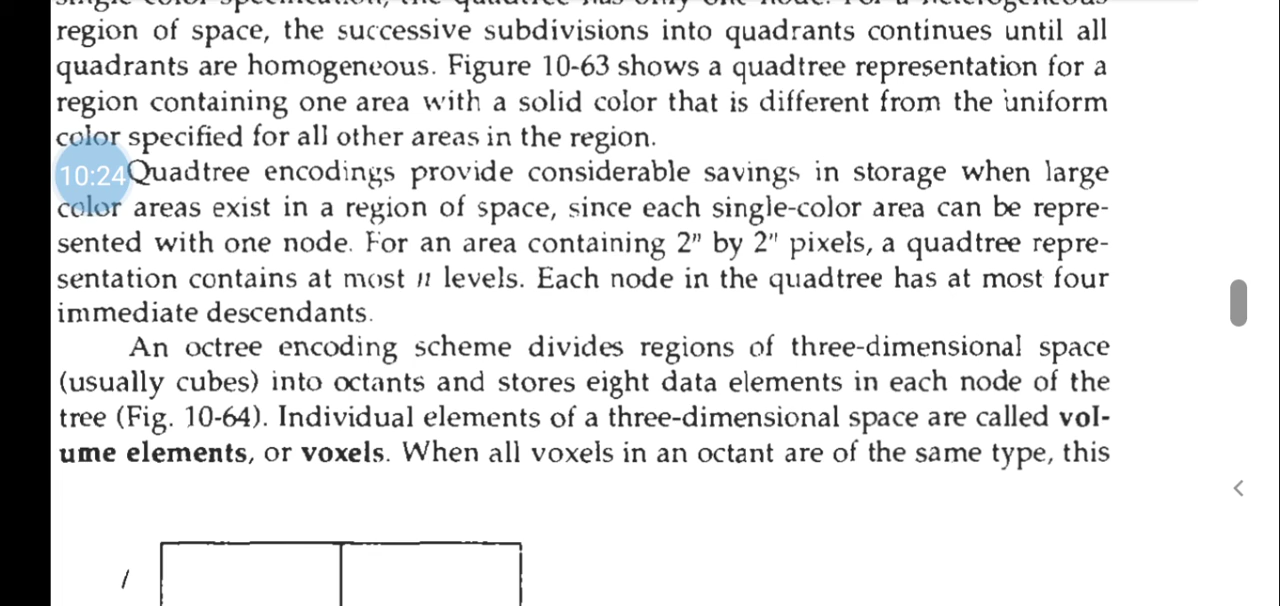 region of space, the successive subdivisions into quadrants continues until all
quadrants are homogeneous. Figure 10-63 shows a quadtree representation for a
region containing one area with a solid color that is different from the uniform
color specified for all other areas in the region.
10:24
Quadtree encodings provide considerable savings in storage when large
color areas exist in a region of space, since each single-color area can be repre-
sented with one node. For an area containing 2" by 2" pixels, a quadtree repre-
sentation contains at most n levels. Each node in the quadtree has at most four
immediate descendants.
An octree encoding scheme divides regions of three-dimensional space
(usually cubes) into octants and stores eight data elements in each node of the
tree (Fig. 10-64). Individual elements of a three-dimensional space are called vol-
ume elements, or voxels. When all voxels in an octant are of the same type, this